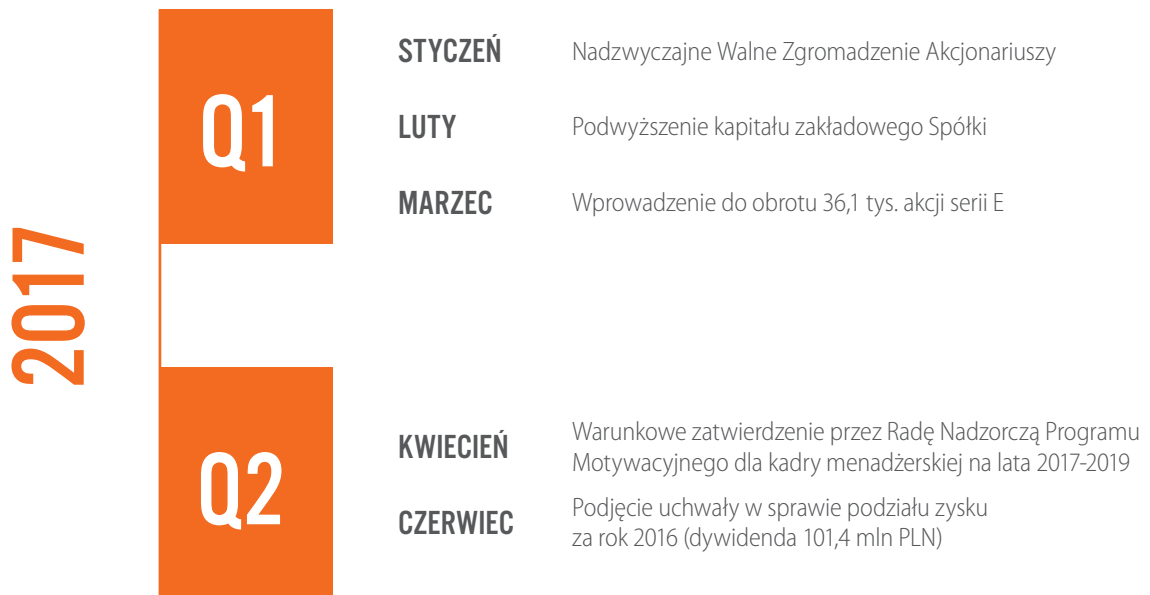 2017
Q1
STYCZEŃ
Nadzwyczajne Walne Zgromadzenie Akcjonariuszy
LUTY
Podwyższenie kapitału zakładowego Spółki
MARZEC
Wprowadzenie do obrotu 36,1 tys. akcji serii E
Q2
KWIECIEŃ
Warunkowe zatwierdzenie przez Radę Nadzorczą Programu
Motywacyjnego dla kadry menadżerskiej na lata 2017-2019
CZERWIEC
Podjęcie uchwały w sprawie podziału zysku
za rok 2016 (dywidenda 101,4 mln PLN)